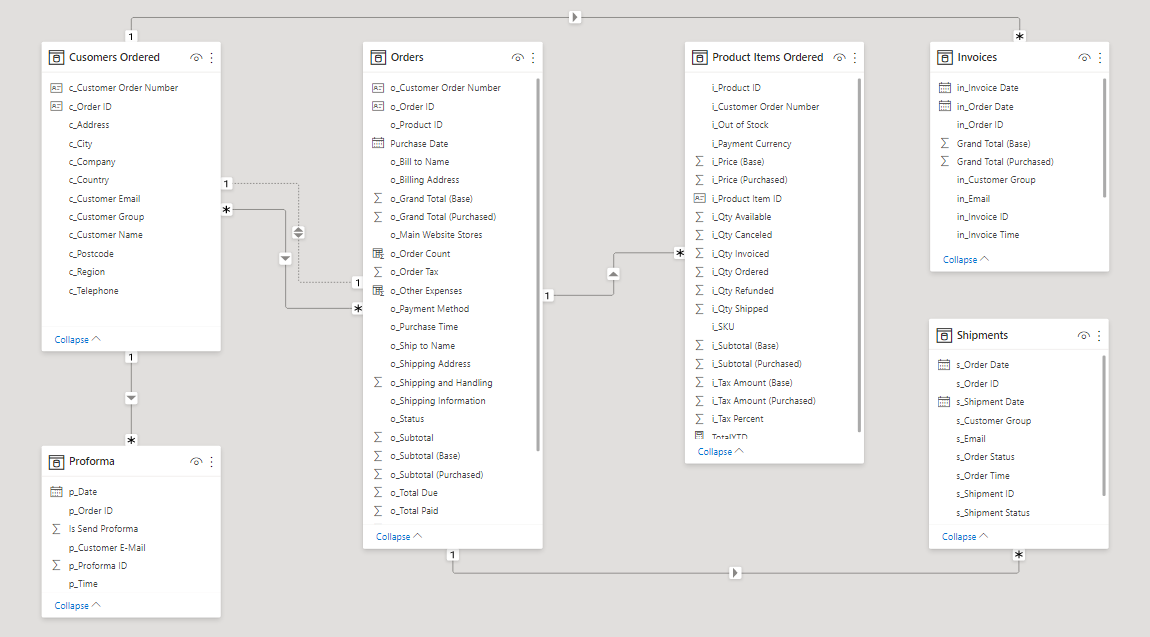 1
*
Cusomers Ordered
c_Customer Order Number
c_Order ID
c_Address
c_City
c_Company
c_Country
c_Customer Email
c_Customer Group
c_Customer Name
c_Postcode
c_Region
c_Telephone
Collapse
1
*
1
*
1
*
Proforma
p_Date
p_Order ID
Is Send Proforma
p_Customer E-Mail
p_Proforma ID
p_Time
Collapse
Orders
o_Customer Order Number
o_Order ID
o_Product ID
Purchase Date
o_Bill to Name
o_Billing Address
o_Grand Total (Base)
o_Grand Total (Purchased)
o_Main Website Stores
o_Order Count
o_Order Tax
o_Other Expenses
o_Payment Method
o_Purchase Time
o_Ship to Name
o_Shipping Address
o_Shipping and Handling
o_Shipping Information
o_Status
o_Subtotal
o_Subtotal (Base)
o_Subtotal (Purchased)
o_Total Due
o_Total Paid
Collapse
1
*
1
*
Product Items Ordered
i_Product ID
i_Customer Order Number
i_Out of Stock
i_Payment Currency
i_Price (Base)
i_Price (Purchased)
i_Product Item ID
i_Qty Available
i_Qty Canceled
i_Qty Invoiced
i_Qty Ordered
i_Qty Refunded
i_Qty Shipped
i_SKU
i_Subtotal (Base)
i_Subtotal (Purchased)
i_Tax Amount (Base)
i_Tax Amount (Purchased)
i_Tax Percent
TotalYTD
Collapse
Invoices
in_Invoice Date
in_Order Date
in_Order ID
Grand Total (Base)
Grand Total (Purchased)
in_Customer Group
in_Email
in_Invoice ID
in_Invoice Time
Collapse
Shipments
s_Order Date
s_Order ID
s_Shipment Date
s_Customer Group
s_Email
s_Order Status
s_Order Time
s_Shipment ID
s_Shipment Status
Collapse